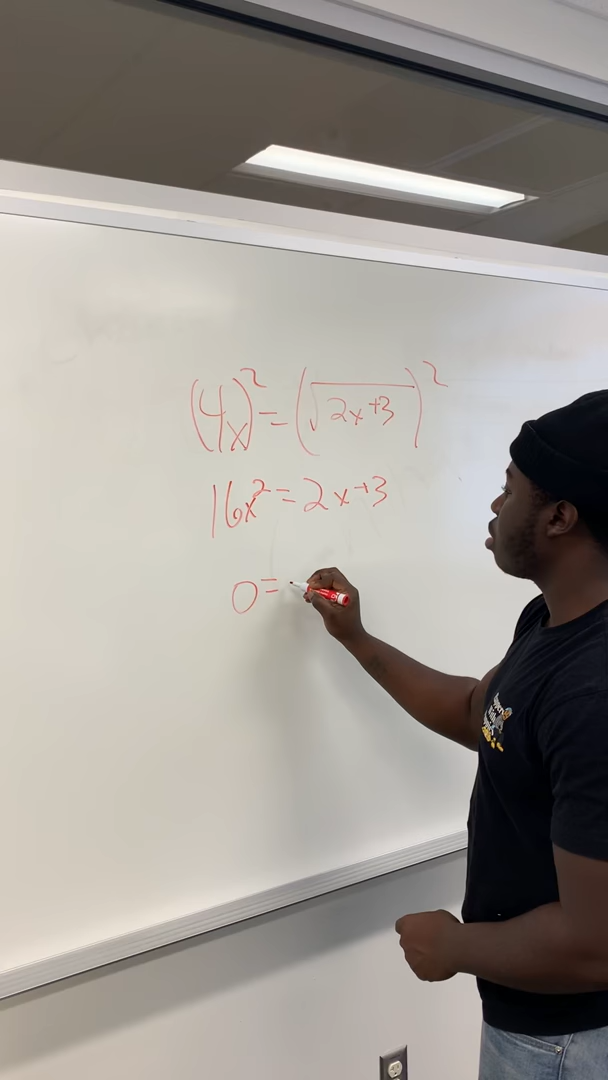 (4x)² = (√2x+3)²
16x² = 2x+3
0 =